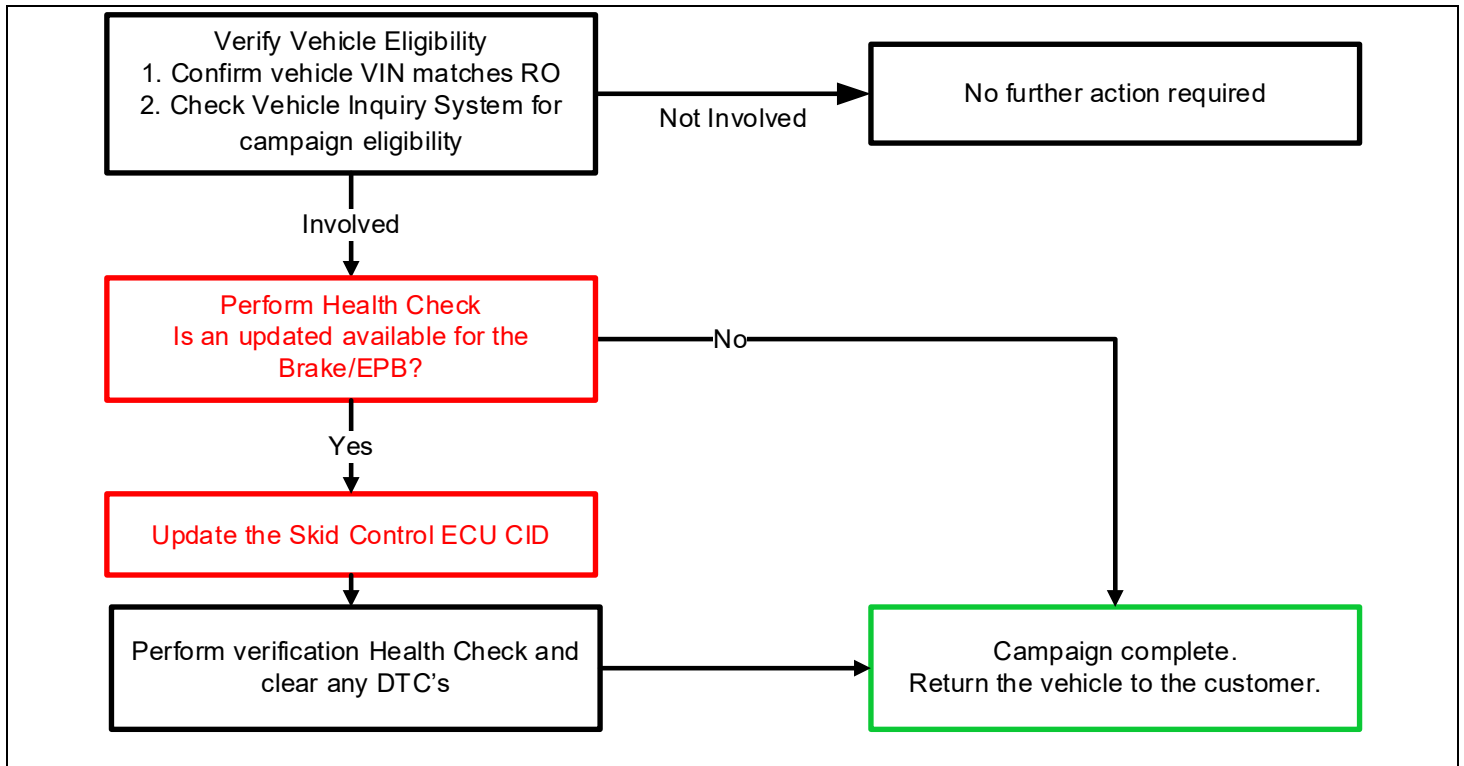 Verify Vehicle Eligibility
1. Confirm vehicle VIN matches RO
2. Check Vehicle Inquiry System for
campaign eligibility
Not Involved
No further action required
Involved
Perform Health Check
Is an updated available for the
Brake/EPB?
No
Yes
Update the Skid Control ECU CID
Perform verification Health Check and
clear any DTC’s
Campaign complete.
Return the vehicle to the customer.